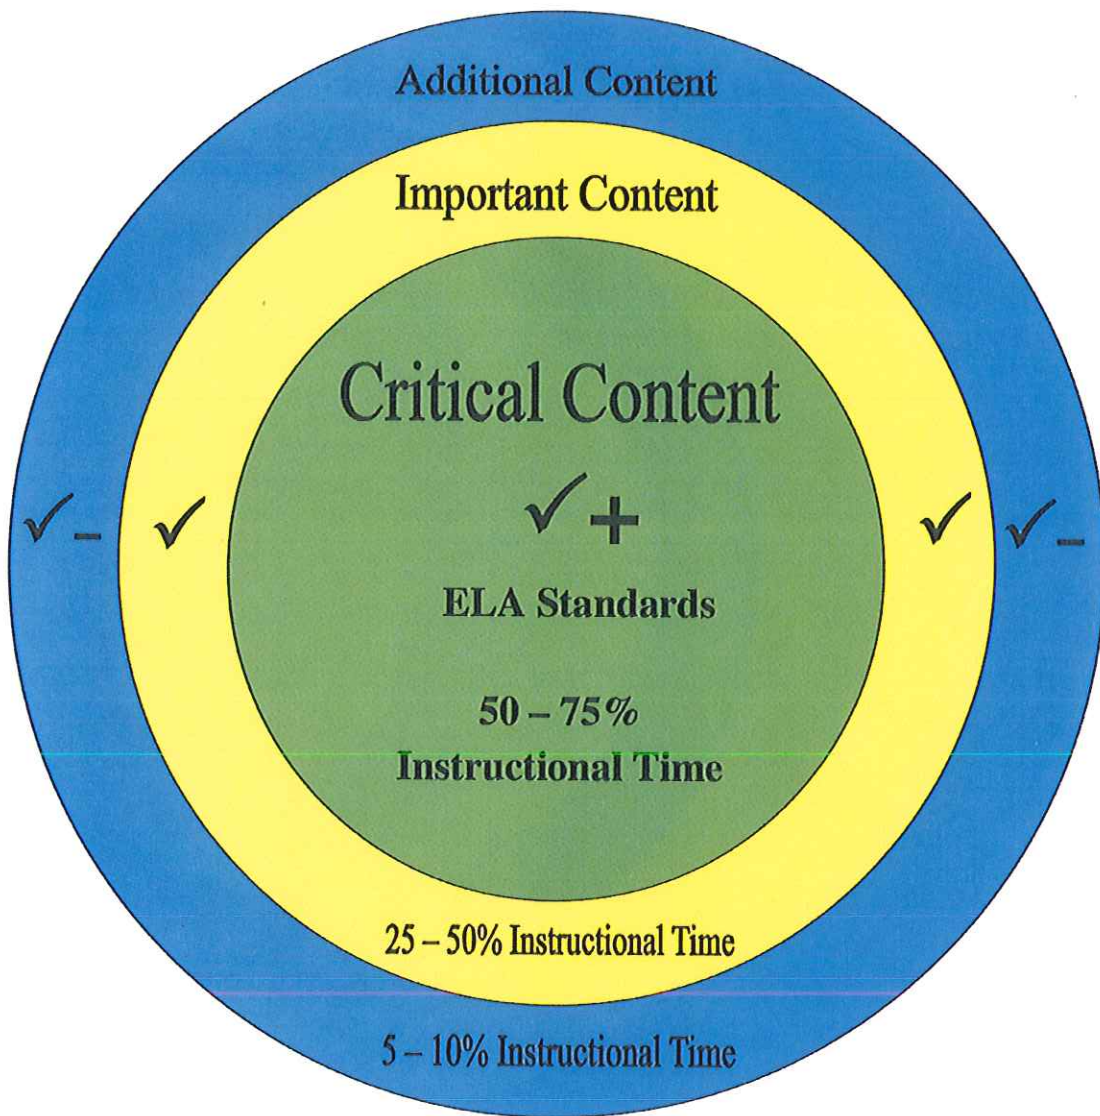 Additional Content
Important Content
Critical Content
✓- ✓ ✓+ ✓ ✓-
ELA Standards
50 – 75%
Instructional Time
25 – 50% Instructional Time
5 – 10% Instructional Time